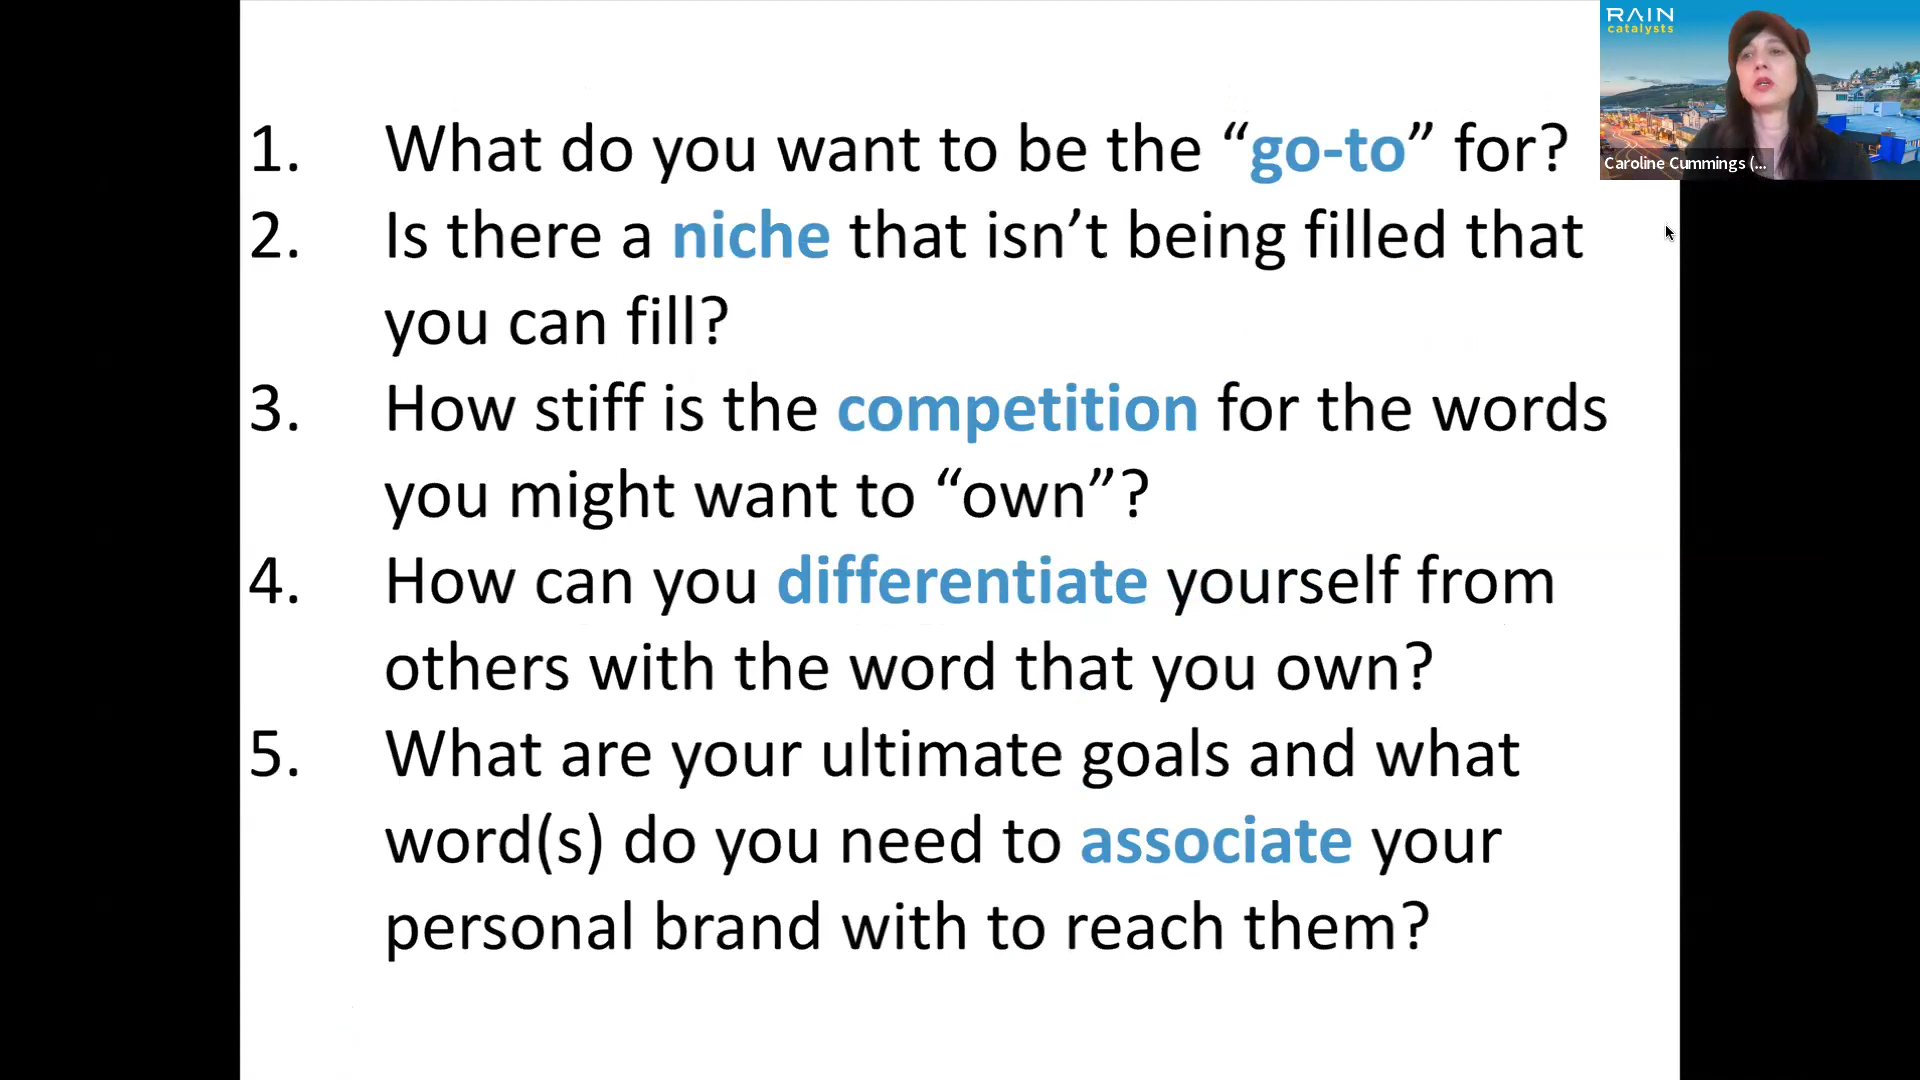 RAIN
catalysts
Caroline Cummings (...
1. What do you want to be the “go-to” for?
2. Is there a niche that isn’t being filled that
you can fill?
3. How stiff is the competition for the words
you might want to “own”?
4. How can you differentiate yourself from
others with the word that you own?
5. What are your ultimate goals and what
word(s) do you need to associate your
personal brand with to reach them?